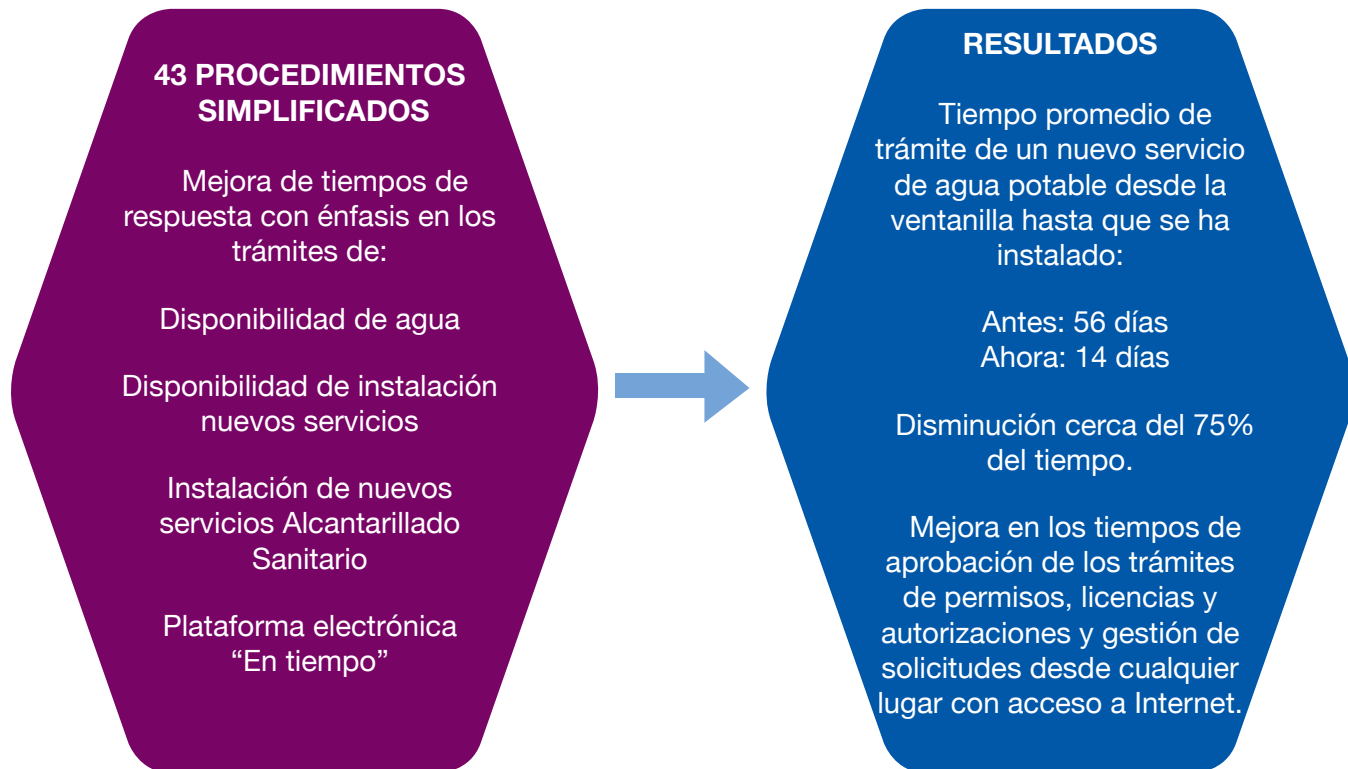 43 PROCEDIMIENTOS
SIMPLIFICADOS
Mejora de tiempos de
respuesta con énfasis en los
trámites de:
Disponibilidad de agua
Disponibilidad de instalación
nuevos servicios
Instalación de nuevos
servicios Alcantarillado
Sanitario
Plataforma electrónica
“En tiempo”
RESULTADOS
Tiempo promedio de
trámite de un nuevo servicio
de agua potable desde la
ventanilla hasta que se ha
instalado:
Antes: 56 días
Ahora: 14 días
Disminución cerca del 75%
del tiempo.
Mejora en los tiempos de
aprobación de los trámites
de permisos, licencias y
autorizaciones y gestión de
solicitudes desde cualquier
lugar con acceso a Internet.